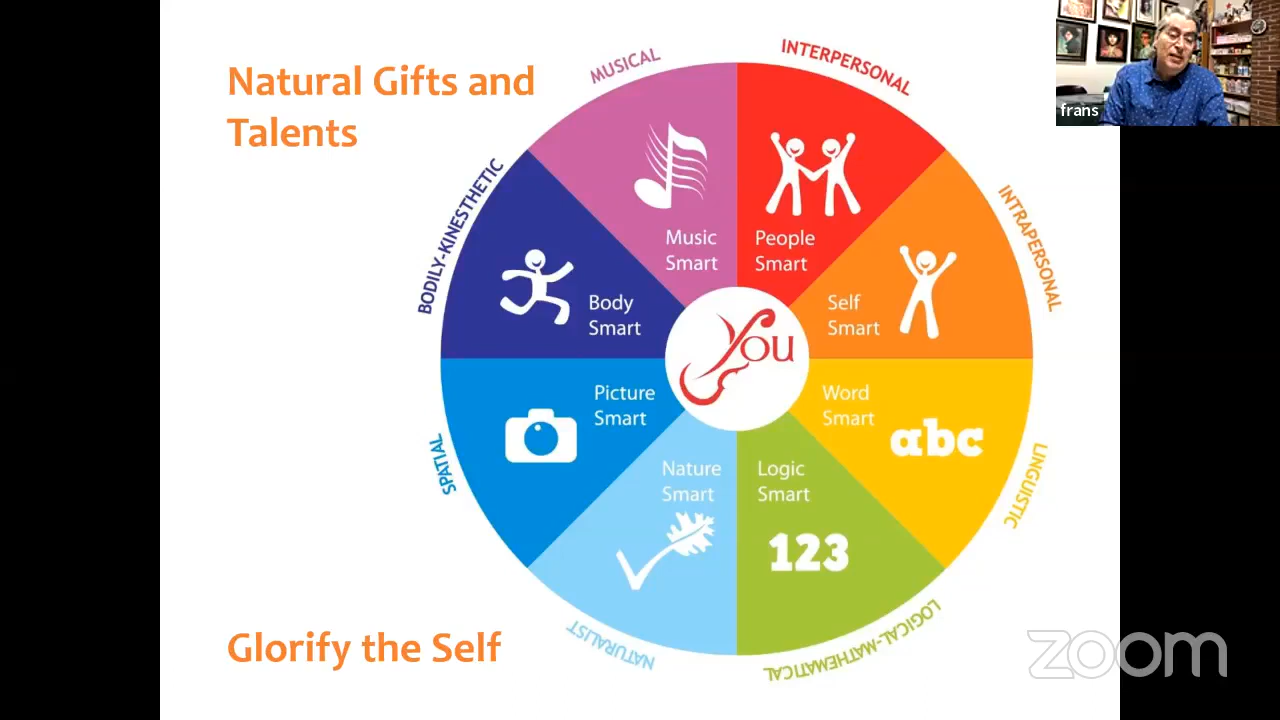 Natural Gifts and
Talents
MUSICAL
INTERPERSONAL
frans
BODILY-KINESTHETIC
INTRAPERSONAL
Music
Smart
People
Smart
Body
Smart
Self
Smart
You
Picture
Smart
Word
Smart
abc
SPATIAL
LINGUISTIC
Nature
Smart
Logic
Smart
123
NATURALIST
LOGICAL-MATHEMATICAL
Glorify the Self
zoom